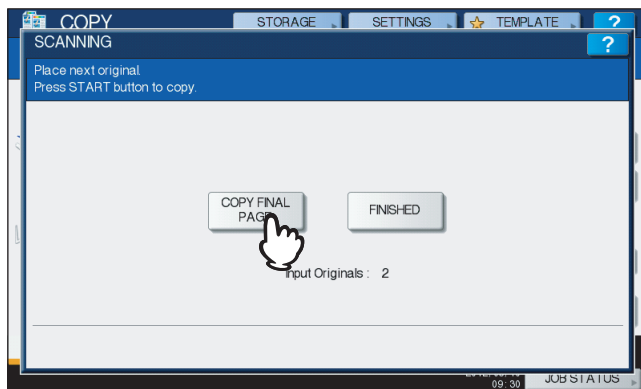 COPY STORAGE SETTINGS TEMPLATE ?
SCANNING ?
Place next original.
Press START button to copy.
COPY FINAL
FINISHED
Input Originals : 2
09:30 JOB STATUS